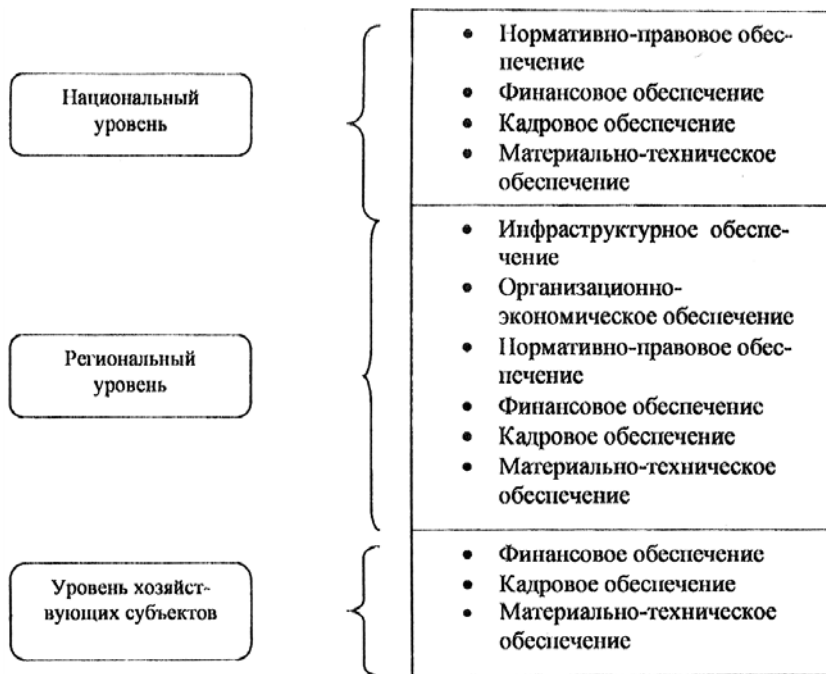 Национальный
уровень
• Нормативно-правовое обес-
печение
• Финансовое обеспечение
• Кадровое обеспечение
• Материально-техническое
обеспечение
Региональный
уровень
• Инфраструктурное обеспе-
чение
• Организационно-
экономическое обеспечение
• Нормативно-правовое обес-
печение
• Финансовое обеспечение
• Кадровое обеспечение
• Материально-техническое
обеспечение
Уровень хозяйст-
вующих субъектов
• Финансовое обеспечение
• Кадровое обеспечение
• Материально-техническое
обеспечение